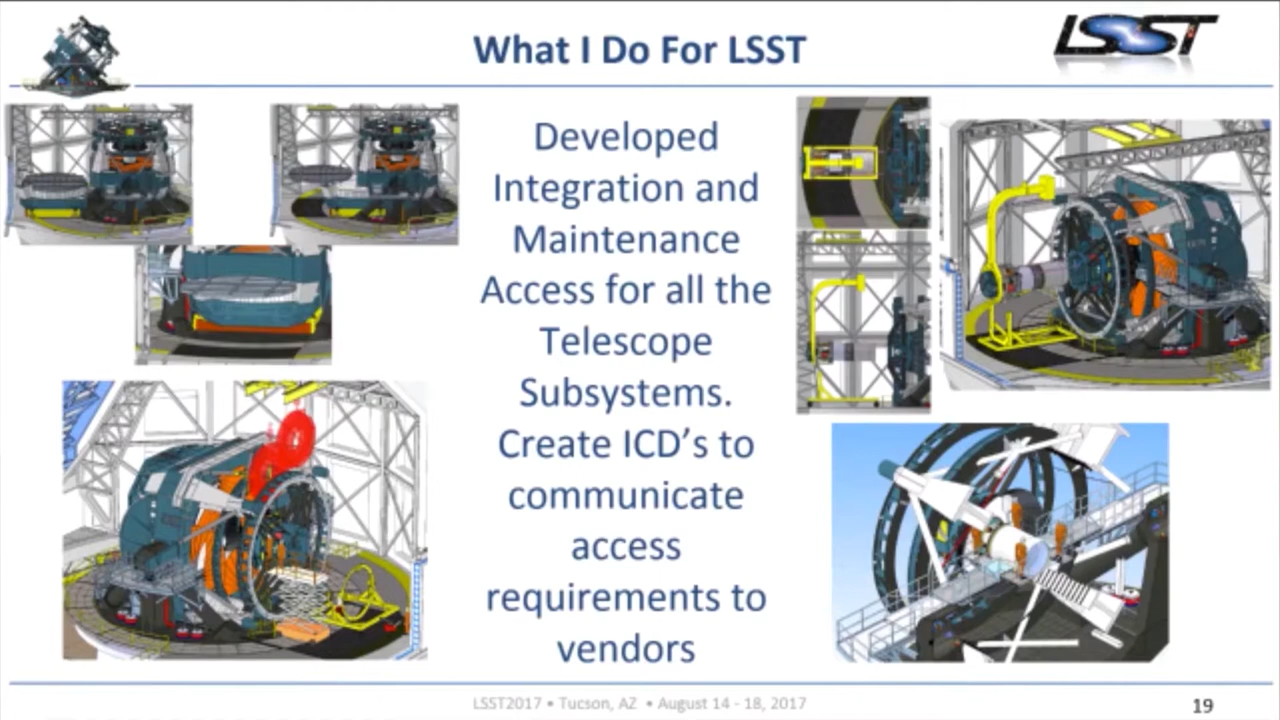 What I Do For LSST
LSST
Developed
Integration and
Maintenance
Access for all the
Telescope
Subsystems.
Create ICD’s to
communicate
access
requirements to
vendors
LSST2017 • Tucson, AZ • August 14 - 18, 2017
19